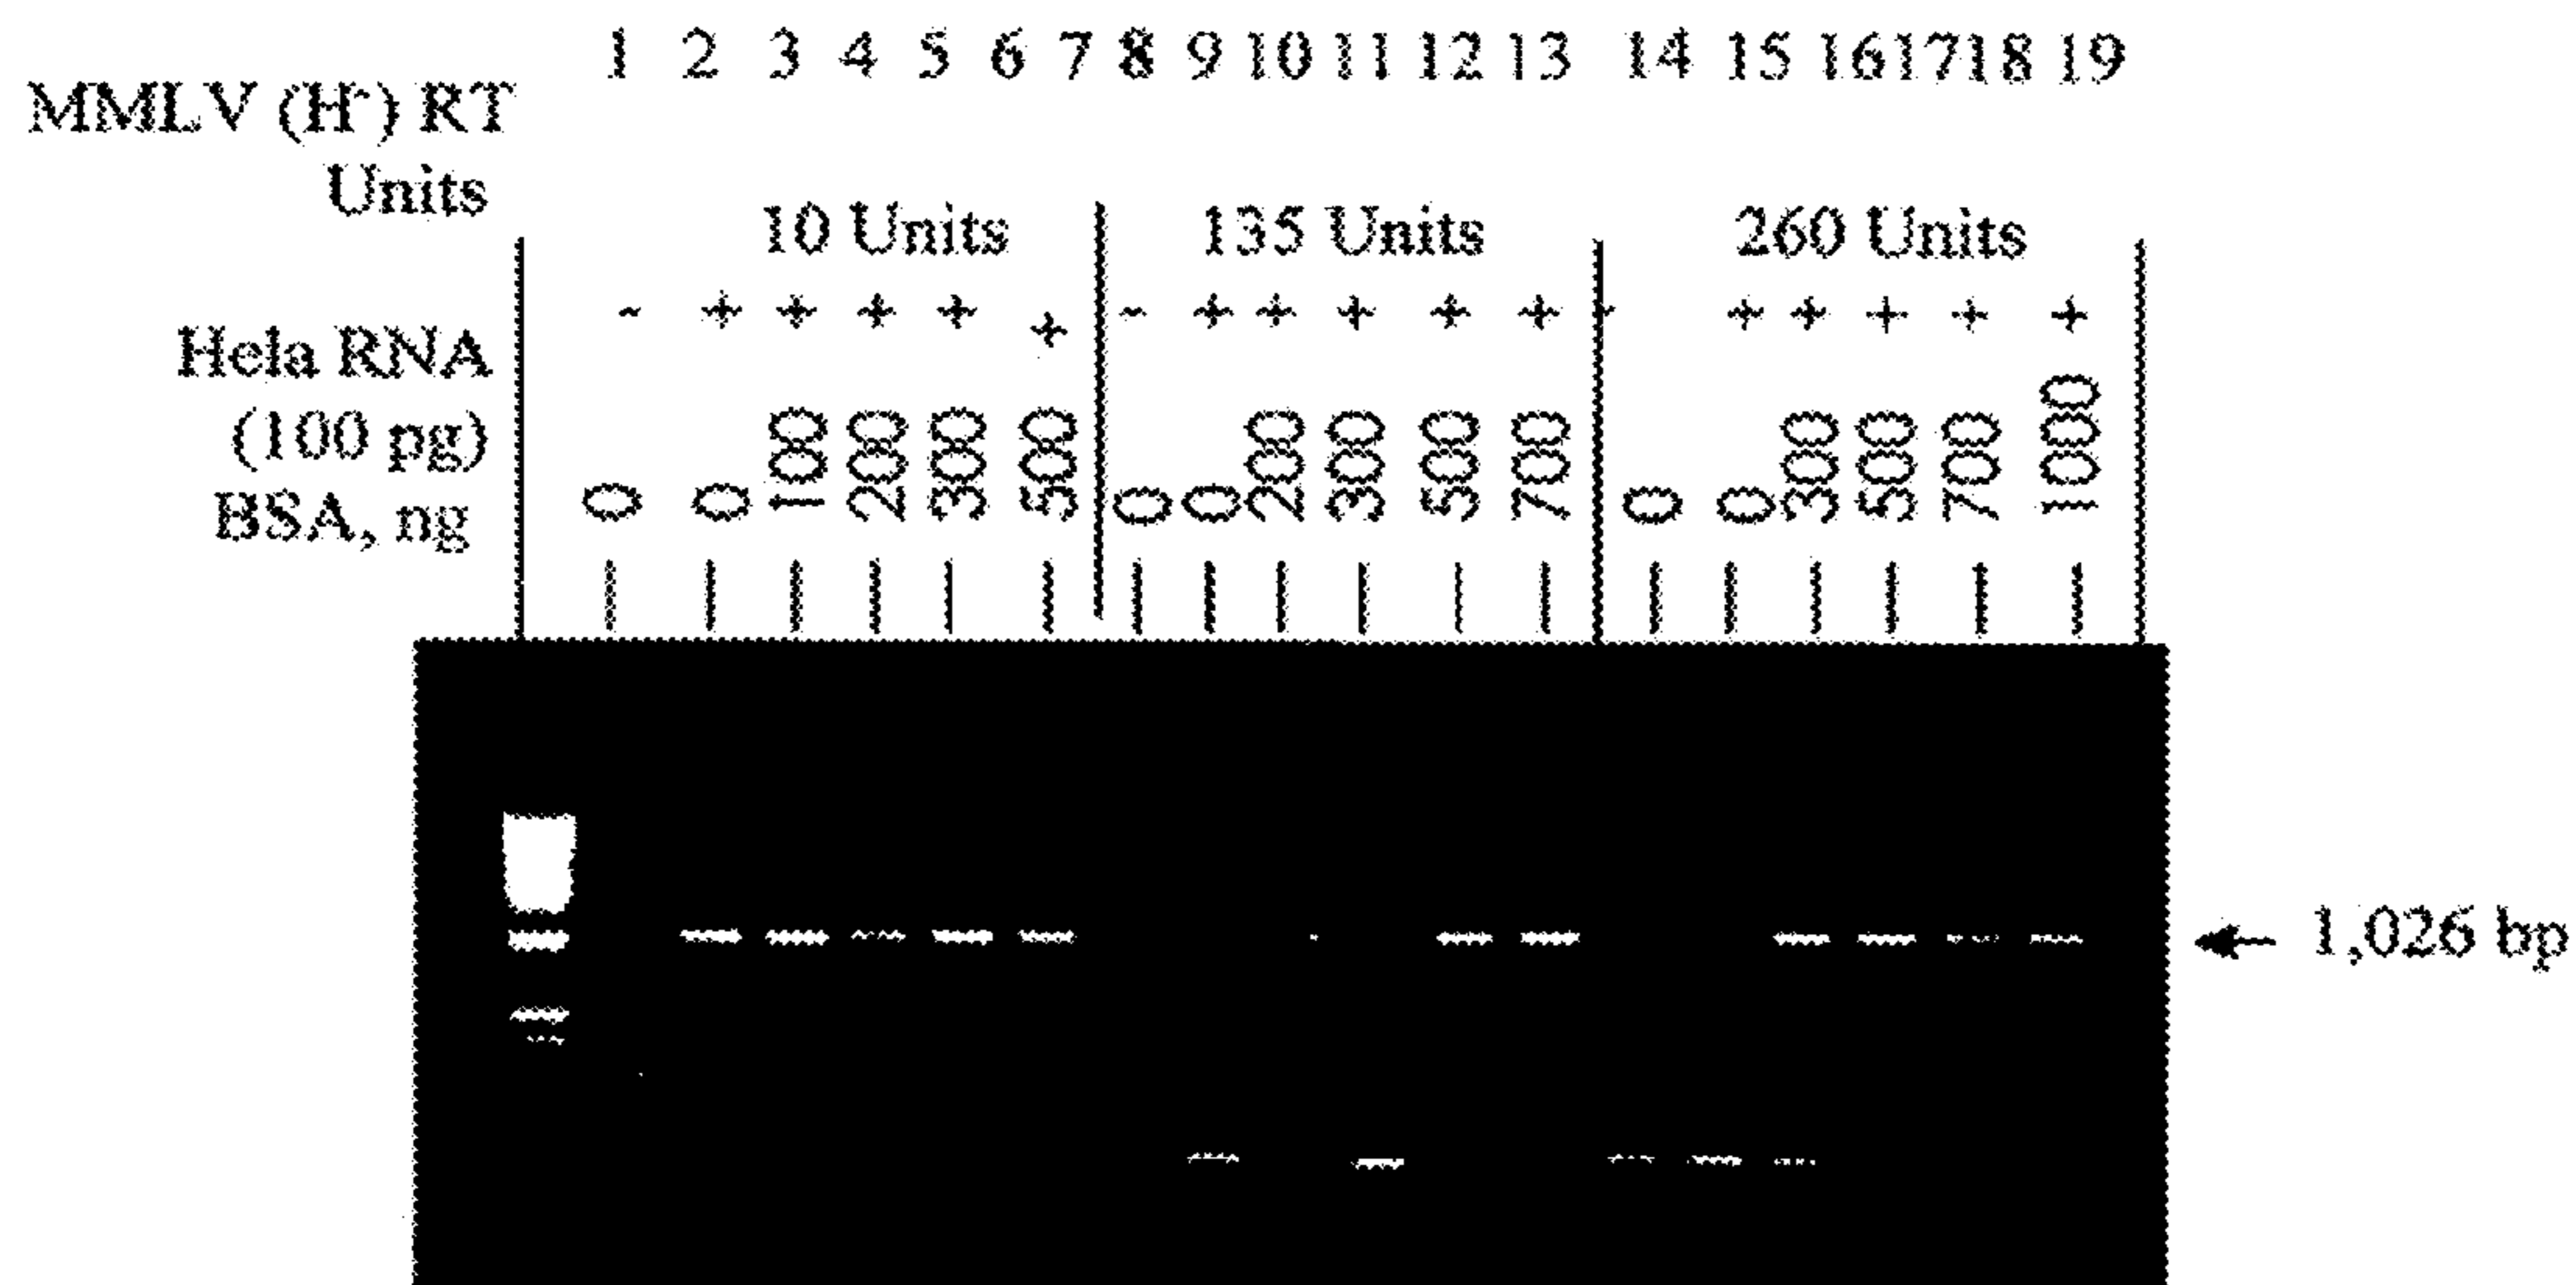 1 2 3 4 5 6 7 8 9 10 11 12 13 14 15 16 17 18 19
MMLV (H-) RT
Units
10 Units 135 Units 260 Units
- + + + + + - + + + + + - + + + + +
Hela RNA
(100 pg)
BSA, ng
0 0 100 200 300 500 0 0 200 300 500 700 0 0 300 500 700 1000
1,026 bp